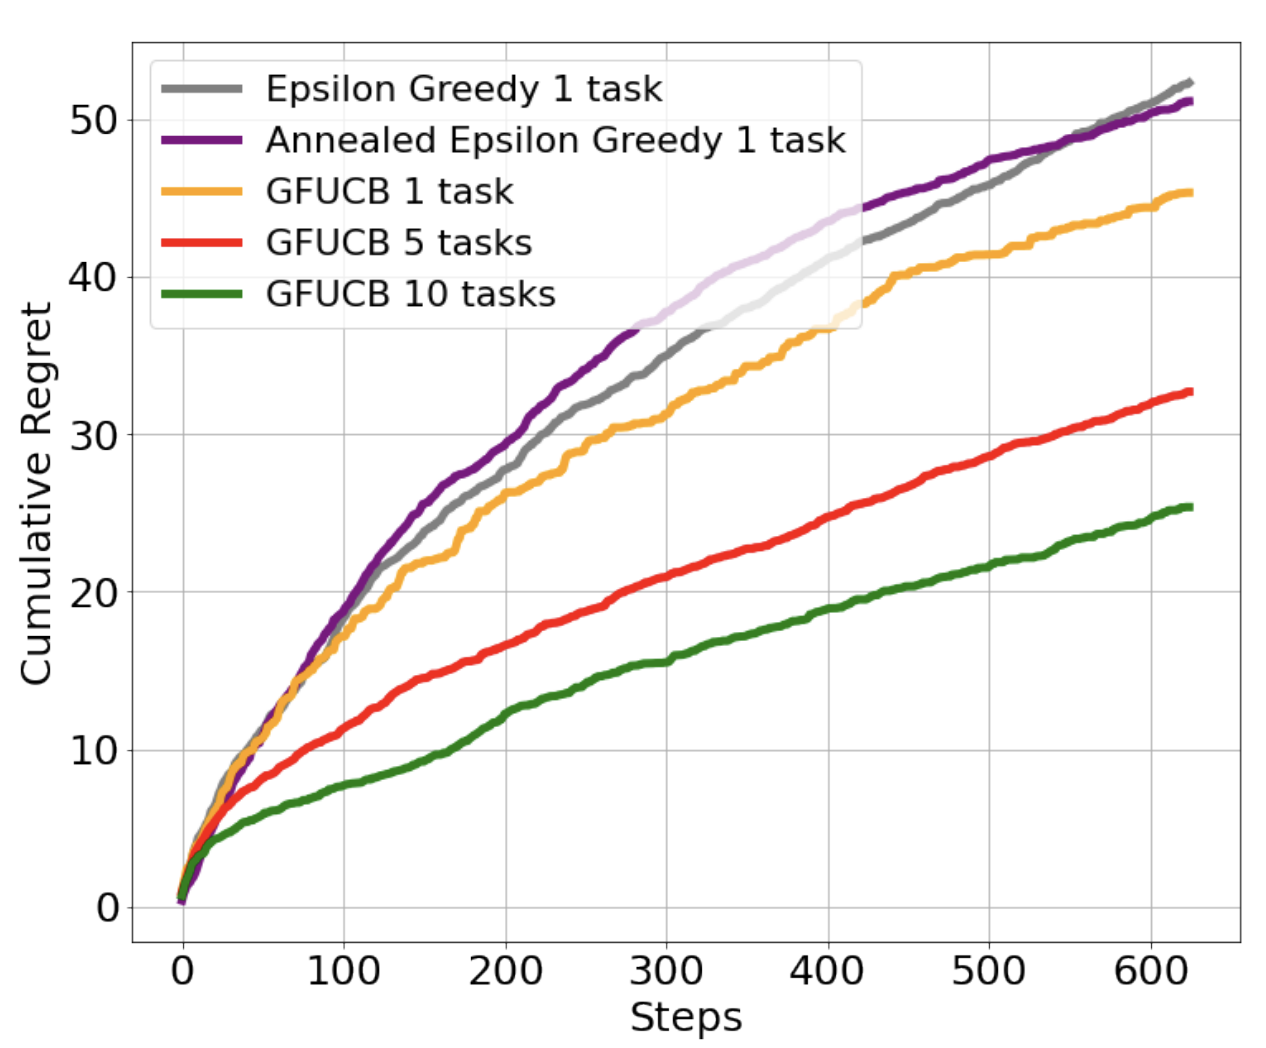 Epsilon Greedy 1 task
Annealed Epsilon Greedy 1 task
GFUCB 1 task
GFUCB 5 tasks
GFUCB 10 tasks
Cumulative Regret
50
40
30
20
10
0
0 100 200 300 400 500 600
Steps